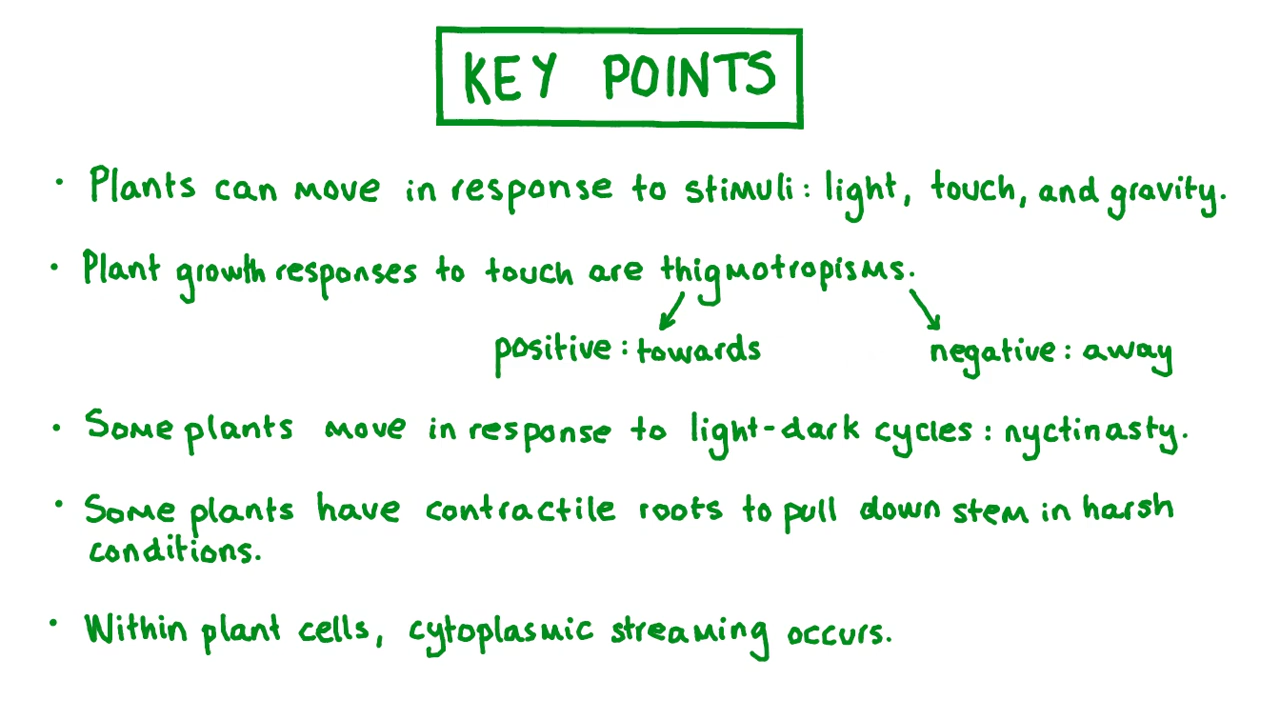 KEY POINTS
• Plants can move in response to stimuli: light, touch, and gravity.
• Plant growth responses to touch are thigmotropisms.
positive: towards negative: away
• Some plants move in response to light-dark cycles: nyctinasty.
• Some plants have contractile roots to pull down stem in harsh
conditions.
• Within plant cells, cytoplasmic streaming occurs.